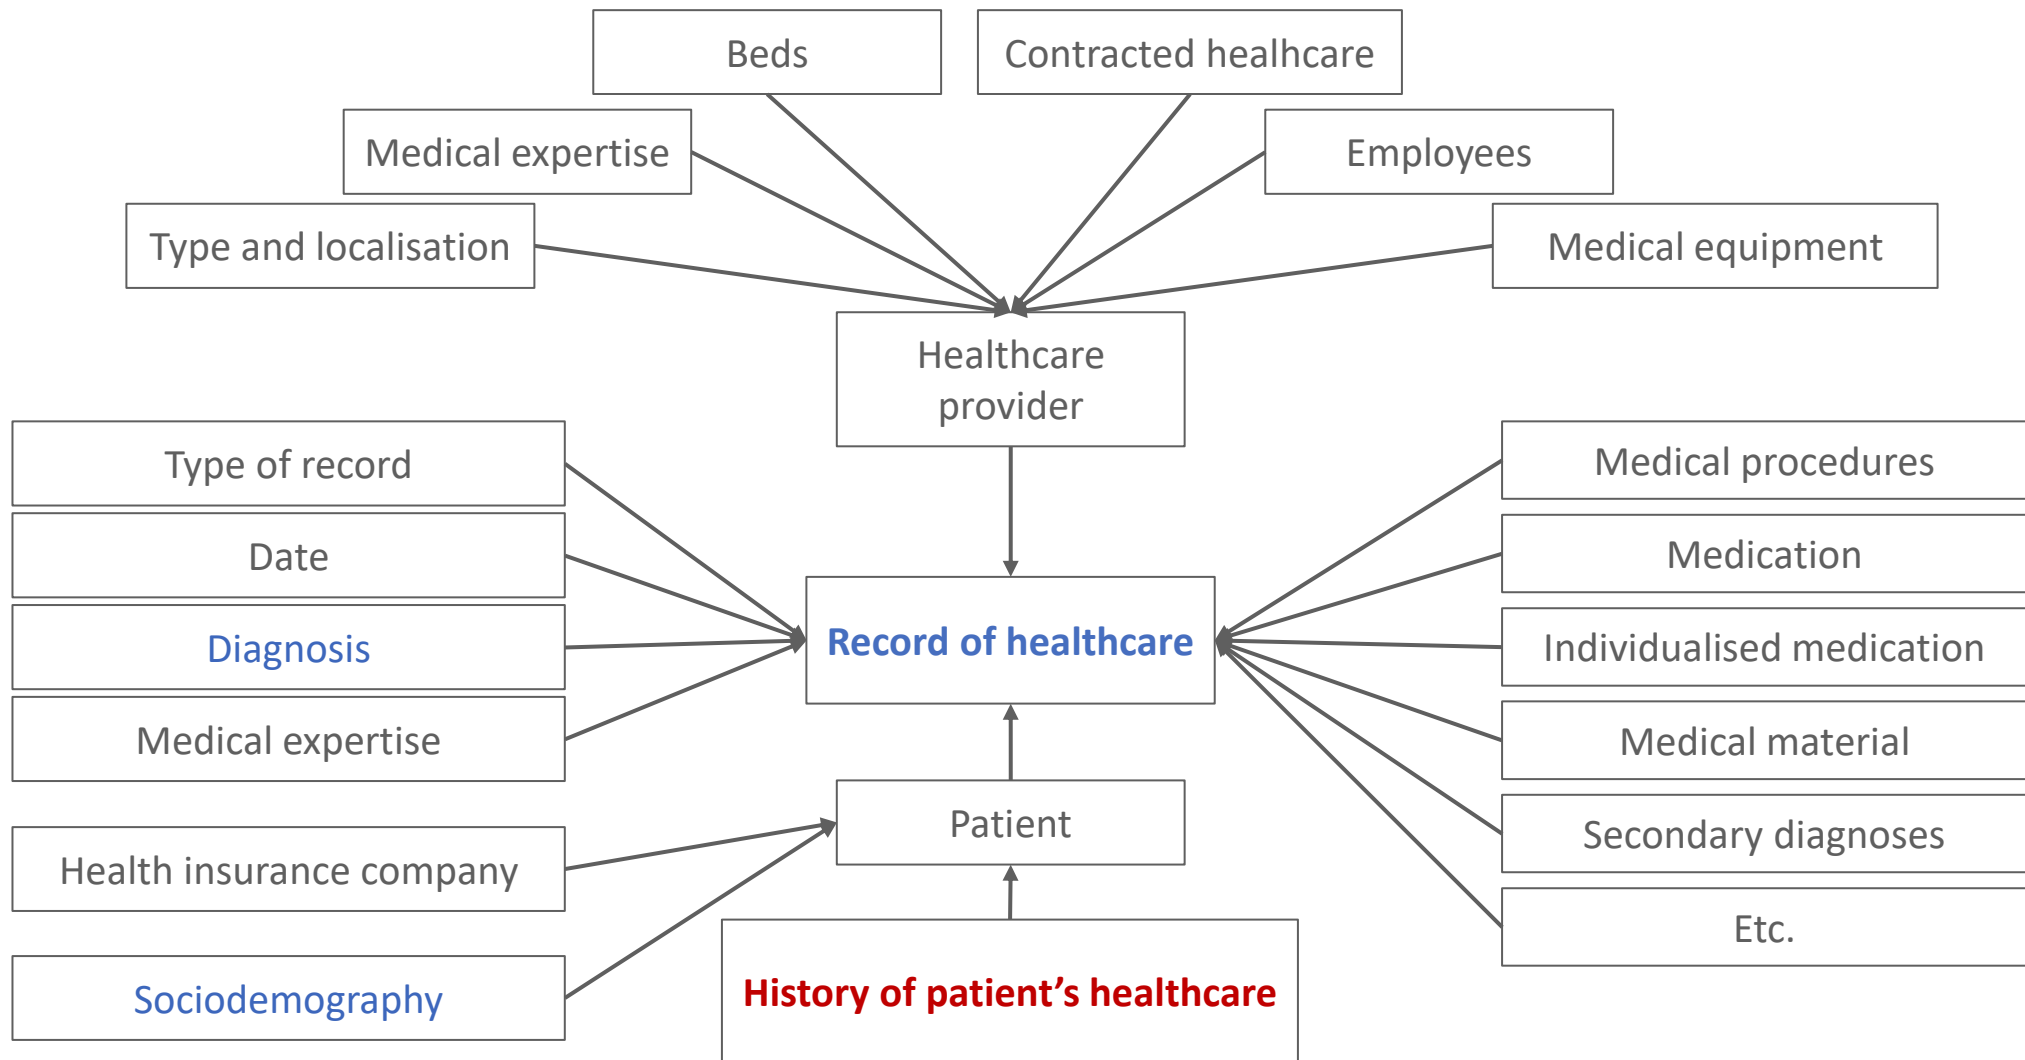 Beds
Contracted healhcare
Medical expertise
Employees
Type and localisation
Medical equipment
Healthcare
provider
Type of record
Date
Diagnosis
Medical expertise
Record of healthcare
Medical procedures
Medication
Individualised medication
Medical material
Secondary diagnoses
Etc.
Patient
Health insurance company
Sociodemography
History of patient’s healthcare